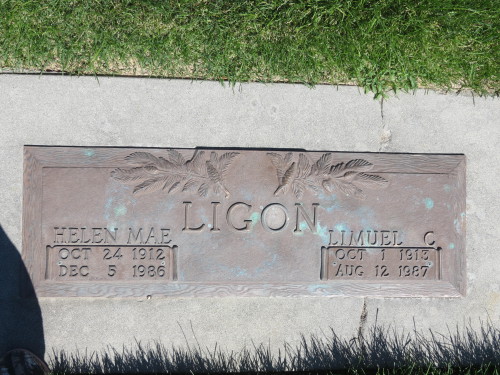 LIGON
HELEN MAE
OCT 24 1912
DEC 5 1986
LIMUEL C
OCT 1 1913
AUG 12 1987